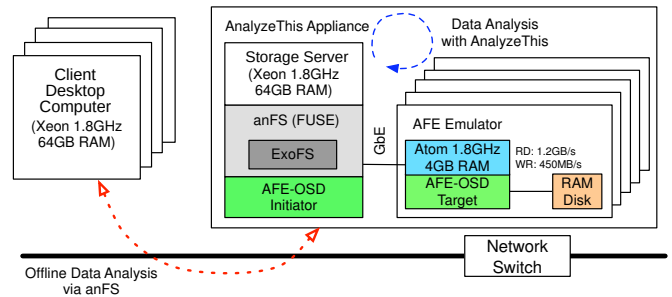 AnalyzeThis Appliance
Data Analysis
with AnalyzeThis
Client
Desktop
Computer
(Xeon 1.8GHz
64GB RAM)
Storage Server
(Xeon 1.8GHz
64GB RAM)
anFS (FUSE)
ExoFS
AFE-OSD
Initiator
GbE
AFE Emulator
Atom 1.8GHz
4GB RAM
RD: 1.2GB/s
WR: 450MB/s
AFE-OSD
Target
RAM
Disk
Offline Data Analysis
via anFS
Network
Switch